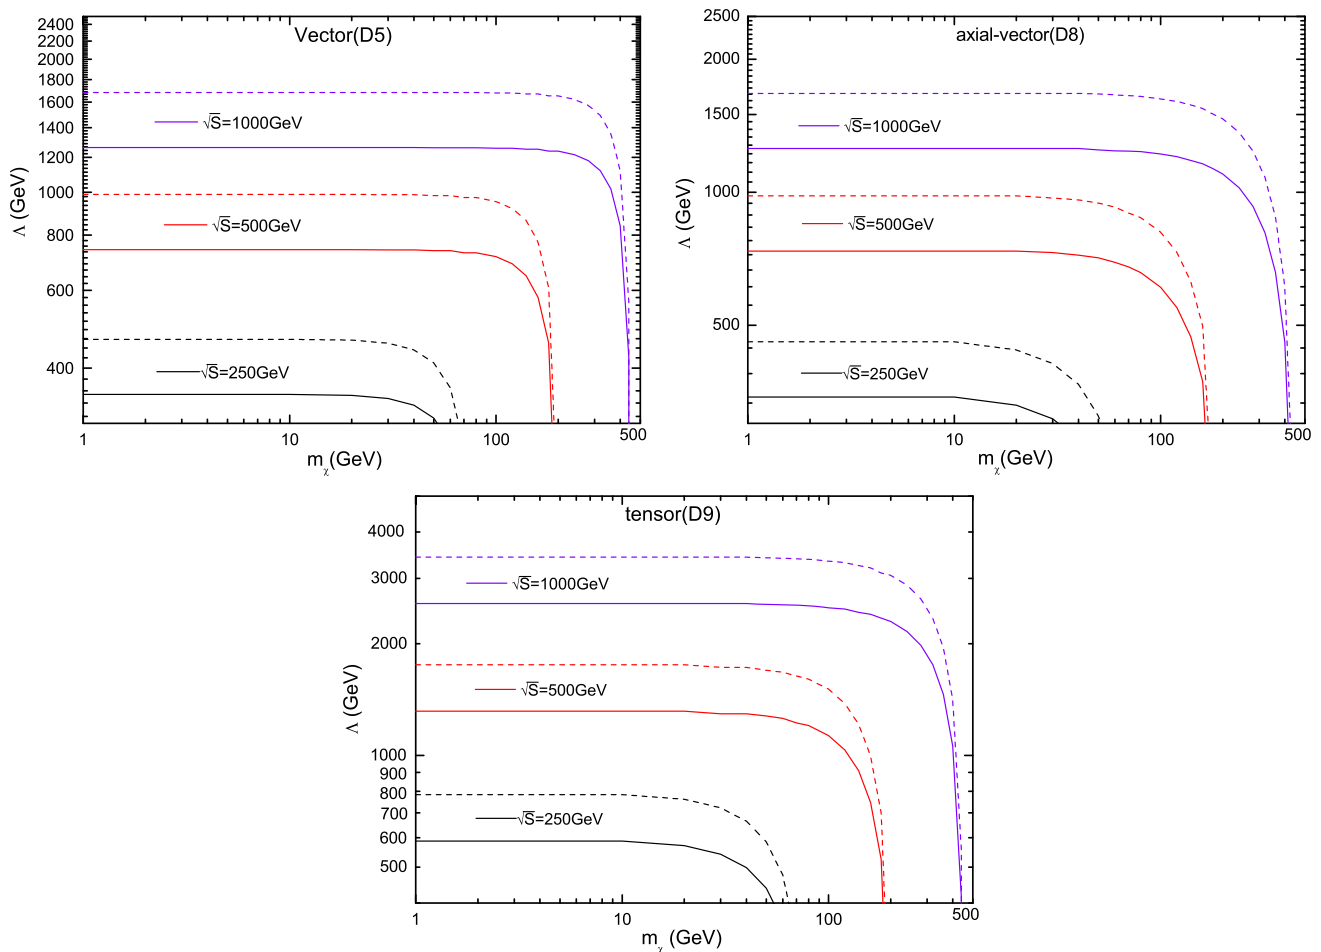 Vector(D5)
2400
2200
2000
1800
1600
1400
1200
1000
800
600
400
Λ (GeV)
√S=1000GeV
√S=500GeV
√S=250GeV
1
10
100
500
mχ(GeV)
axial-vector(D8)
2500
2000
1500
1000
500
Λ (GeV)
√S=1000GeV
√S=500GeV
√S=250GeV
1
10
100
500
mχ(GeV)
tensor(D9)
4000
3000
2000
1000
900
800
700
600
500
Λ (GeV)
√S=1000GeV
√S=500GeV
√S=250GeV
1
10
100
500
mχ(GeV)